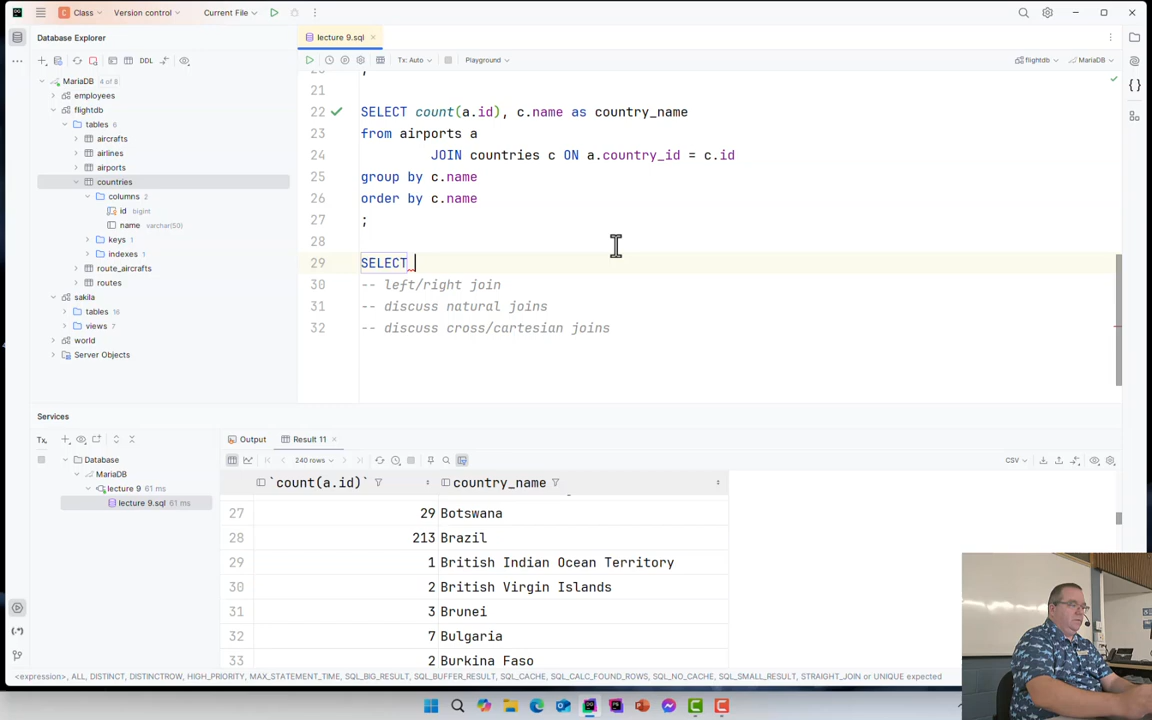 C Class Version control Current File
Database Explorer
lecture 9.sql
DDL
Tx: Auto Playground flightdb MariaDB
MariaDB 4 of 8
employees
flightdb
tables 6
aircrafts
airlines
airports
countries
columns 2
id bigint
name varchar(50)
keys 1
indexes 1
route_aircrafts
routes
sakila
tables 16
views 7
world
Server Objects
21 ;
22 SELECT count(a.id), c.name as country_name
23 from airports a
24 JOIN countries c ON a.country_id = c.id
25 group by c.name
26 order by c.name
27 ;
28
29 SELECT
30 -- left/right join
31 -- discuss natural joins
32 -- discuss cross/cartesian joins
Services
Tx
Database
MariaDB
lecture 9 61 ms
lecture 9.sql 61 ms
Output Result 11
240 rows CSV
`count(a.id)` country_name
27 29 Botswana
28 213 Brazil
29 1 British Indian Ocean Territory
30 2 British Virgin Islands
31 3 Brunei
32 7 Bulgaria
33 2 Burkina Faso
<expression>, ALL, DISTINCT, DISTINCTROW, HIGH_PRIORITY, MAX_STATEMENT_TIME, SQL_BIG_RESULT, SQL_BUFFER_RESULT, SQL_CACHE, SQL_CALC_FOUND_ROWS, SQL_NO_CACHE, SQL_SMALL_RESULT, STRAIGHT_JOIN or UNIQUE expected